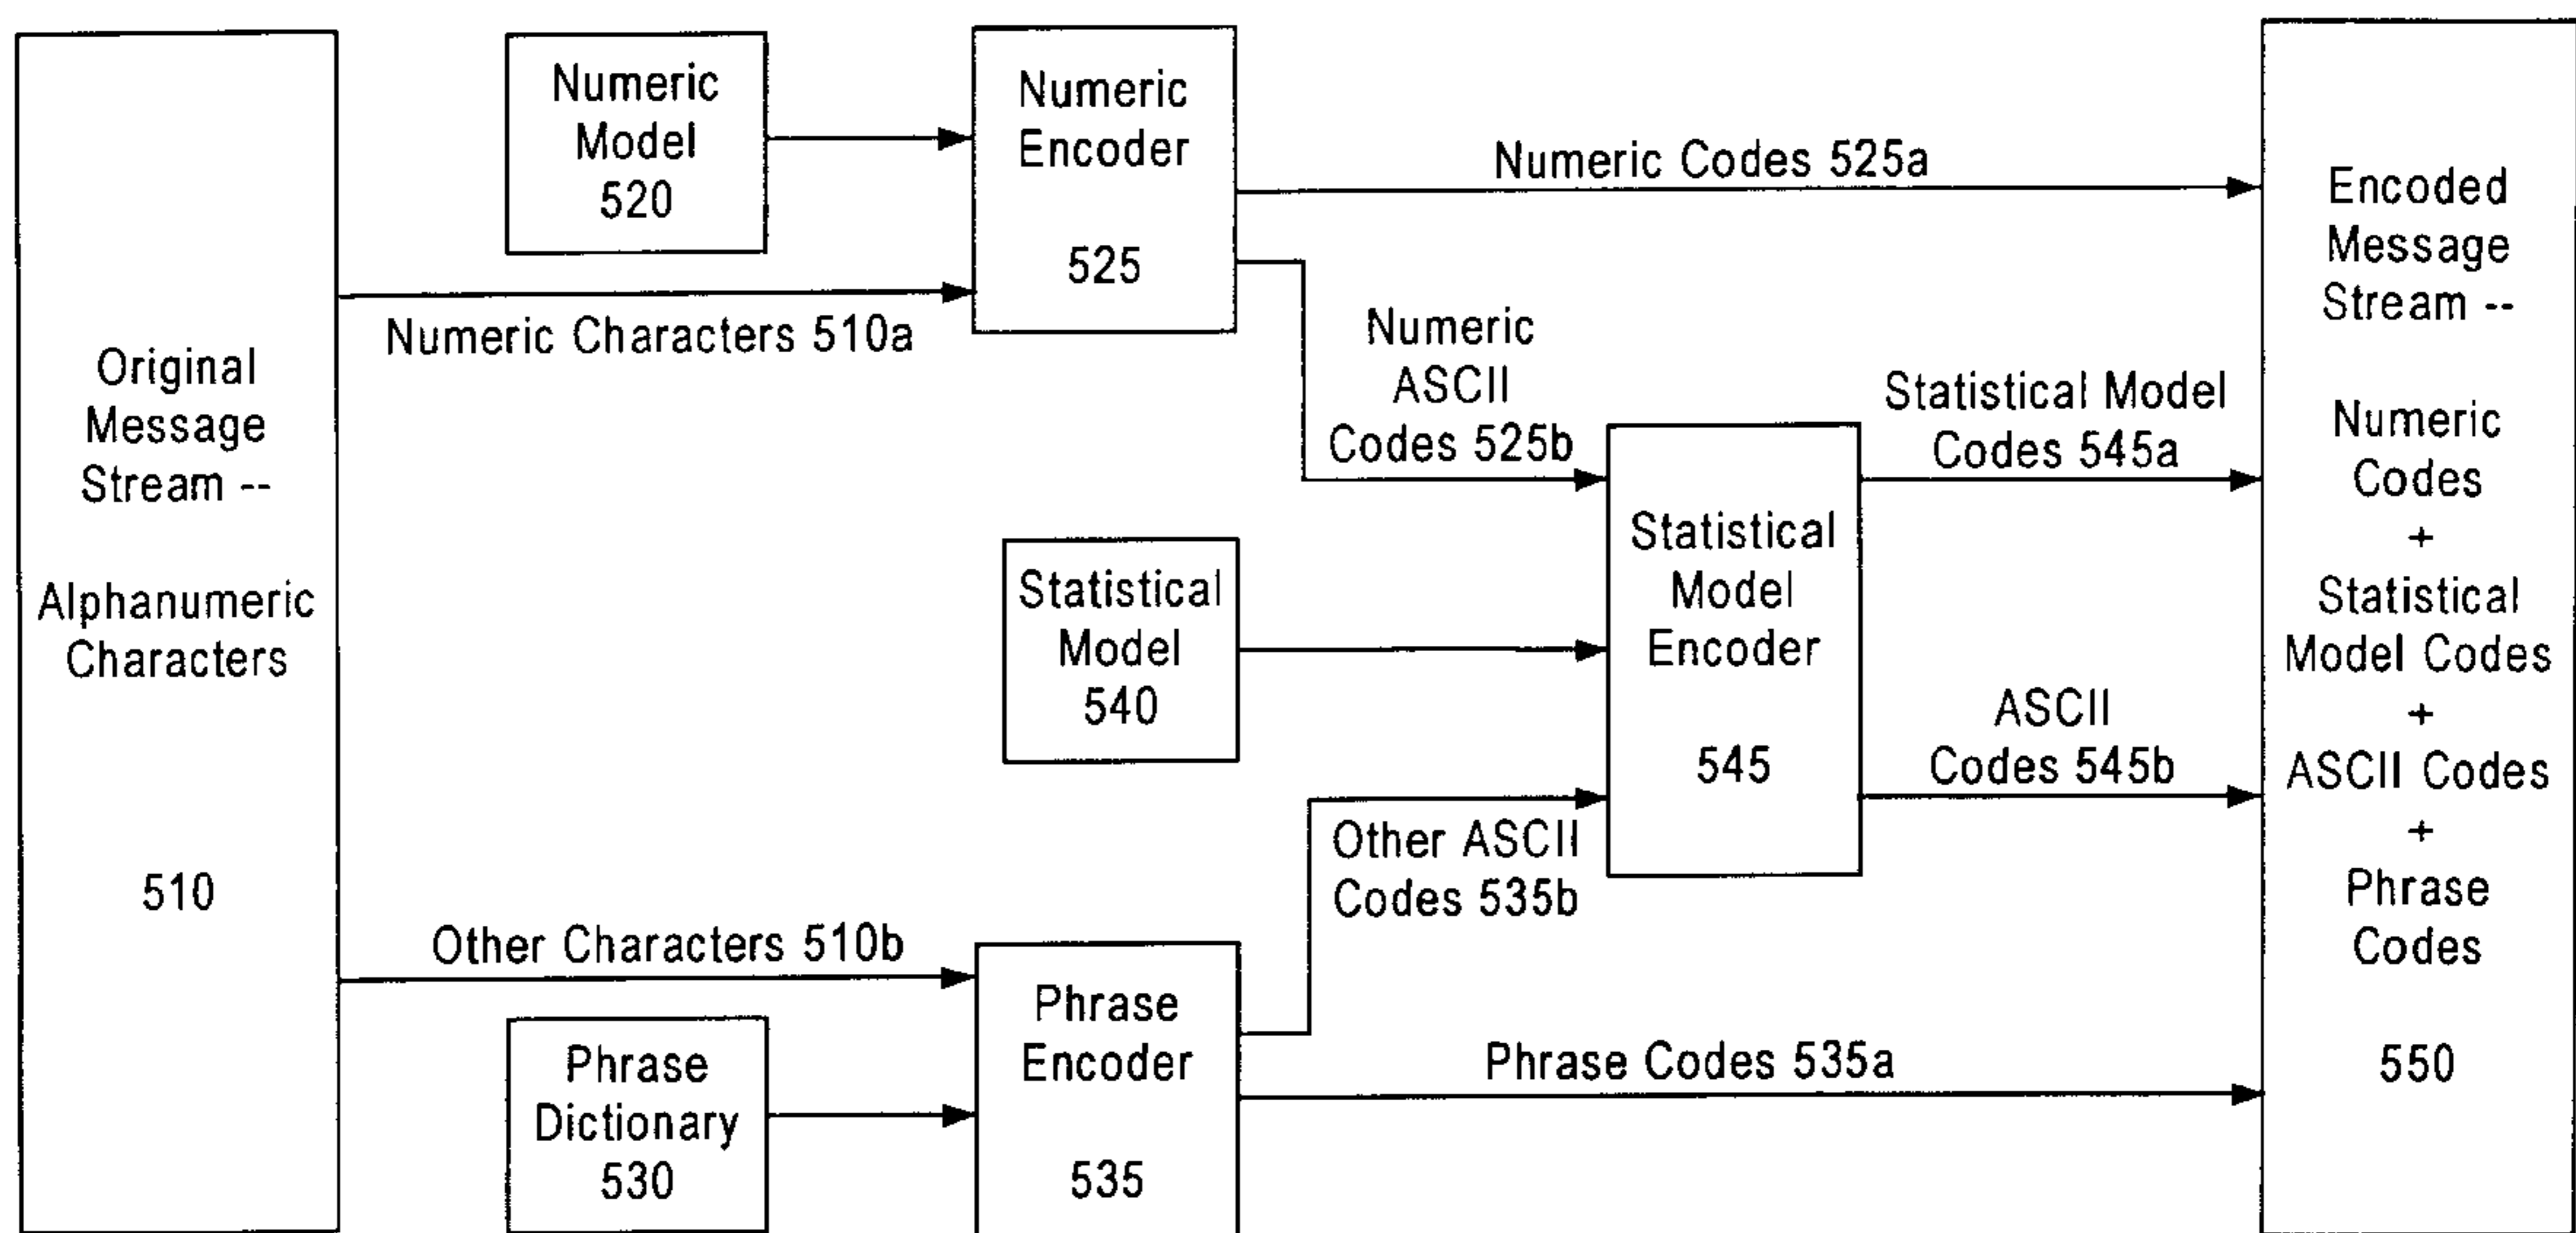 Original
Message
Stream --
Alphanumeric
Characters
510
Numeric
Model
520
Numeric Characters 510a
Other Characters 510b
Phrase
Dictionary
530
Numeric
Encoder
525
Statistical
Model
540
Phrase
Encoder
535
Numeric Codes 525a
Numeric
ASCII
Codes 525b
Other ASCII
Codes 535b
Phrase Codes 535a
Statistical
Model
Encoder
545
Statistical Model
Codes 545a
ASCII
Codes 545b
Encoded
Message
Stream --
Numeric
Codes
+
Statistical
Model Codes
+
ASCII Codes
+
Phrase
Codes
550